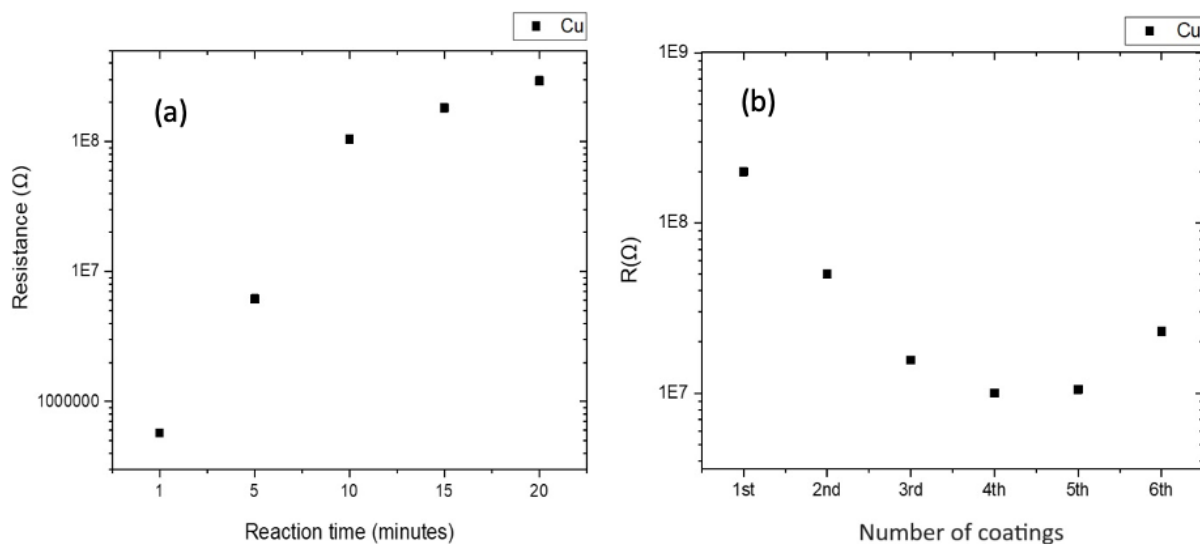 Cu
(a)
Resistance (Ω)
1E8
1E7
1000000
1 5 10 15 20
Reaction time (minutes)
Cu
(b)
R(Ω)
1E9
1E8
1E7
1st 2nd 3rd 4th 5th 6th
Number of coatings